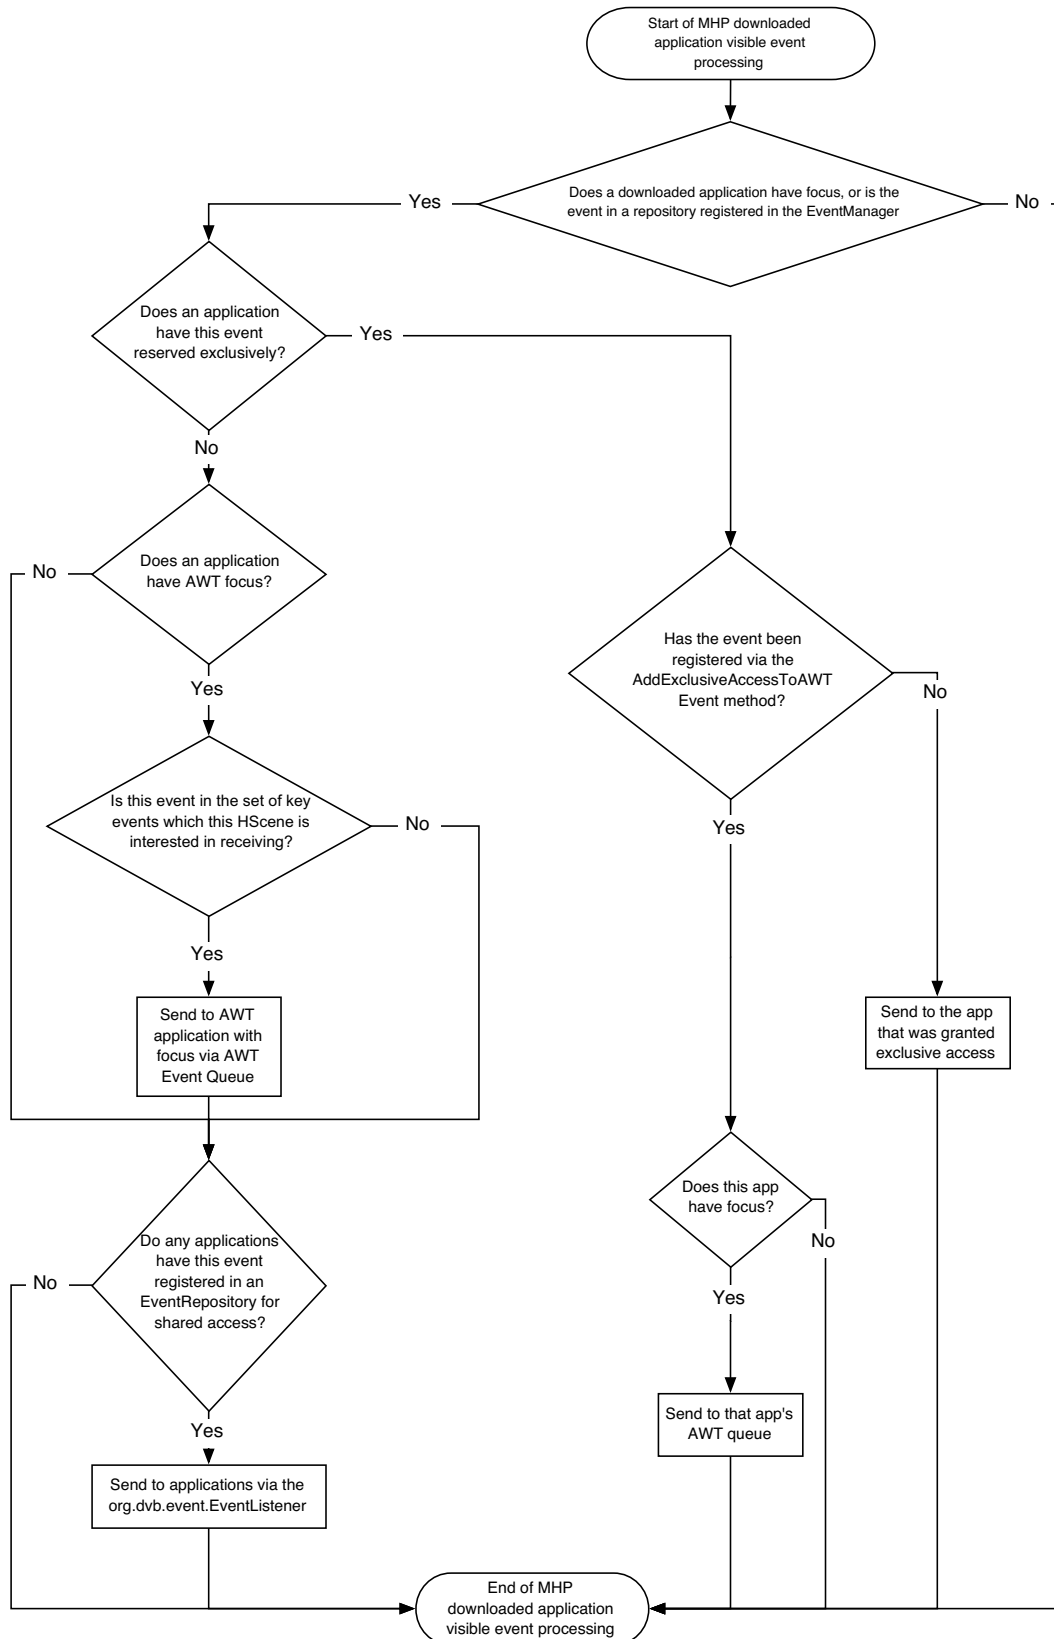 Start of MHP downloaded
application visible event
processing
Does a downloaded application have focus, or is the
event in a repository registered in the EventManager
Yes
No
Does an application
have this event
reserved exclusively?
Yes
No
Does an application
have AWT focus?
No
Yes
Has the event been
registered via the
AddExclusiveAccessToAWT
Event method?
No
Yes
Is this event in the set of key
events which this HScene is
interested in receiving?
No
Yes
Send to AWT
application with
focus via AWT
Event Queue
Send to the app
that was granted
exclusive access
Does this app
have focus?
No
Yes
Do any applications
have this event
registered in an
EventRepository for
shared access?
No
Yes
Send to that app's
AWT queue
Send to applications via the
org.dvb.event.EventListener
End of MHP
downloaded application
visible event processing